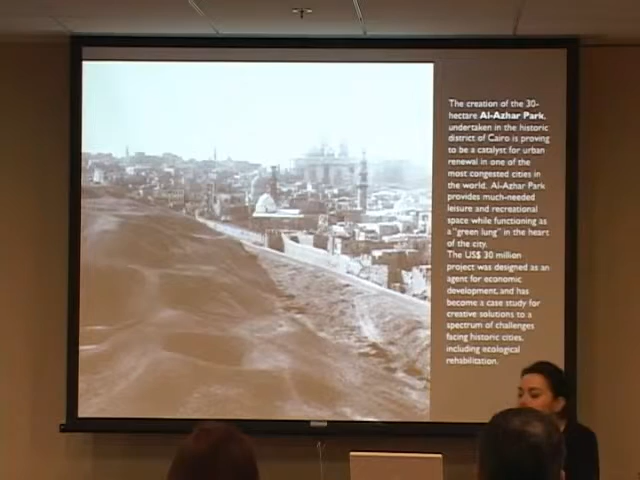 The creation of the 30-
hectare Al-Azhar Park,
undertaken in the historic
district of Cairo is proving
to be a catalyst for urban
renewal in one of the
most congested cities in
the world. Al-Azhar Park
provides much-needed
leisure and recreational
space while functioning as
a "green lung" in the heart
of the city.
The US$ 30 million
project was designed as an
agent for economic
development, and has
become a case study for
creative solutions to a
spectrum of challenges
facing historic cities,
including ecological
rehabilitation.